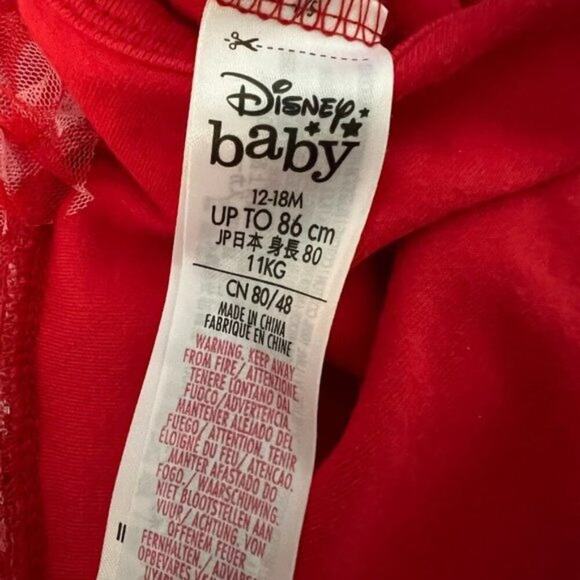 Disney
baby
12-18M
UP TO 86 cm
JP日本 身長 80
11KG
CN 80/48
MADE IN CHINA
FABRIQUE EN CHINE
WARNING. KEEP AWAY
FROM FIRE/ ATTENZIONE.
TENERE LONTANO DAL
FUOCO/ADVERTENCIA.
MANTENER ALEJADO DEL
FUEGO/ ATTENTION. TENIR
ÉLOIGNÉ DU FEU/ ATENÇÃO.
MANTER AFASTADO DO
FOGO/ WAARSCHUWING.
NIET BLOOTSTELLEN AAN
VUUR/ACHTUNG. VON
OFFENEM FEUER
FERNHALTEN/ ADVARSEL
OPBEVARES
II